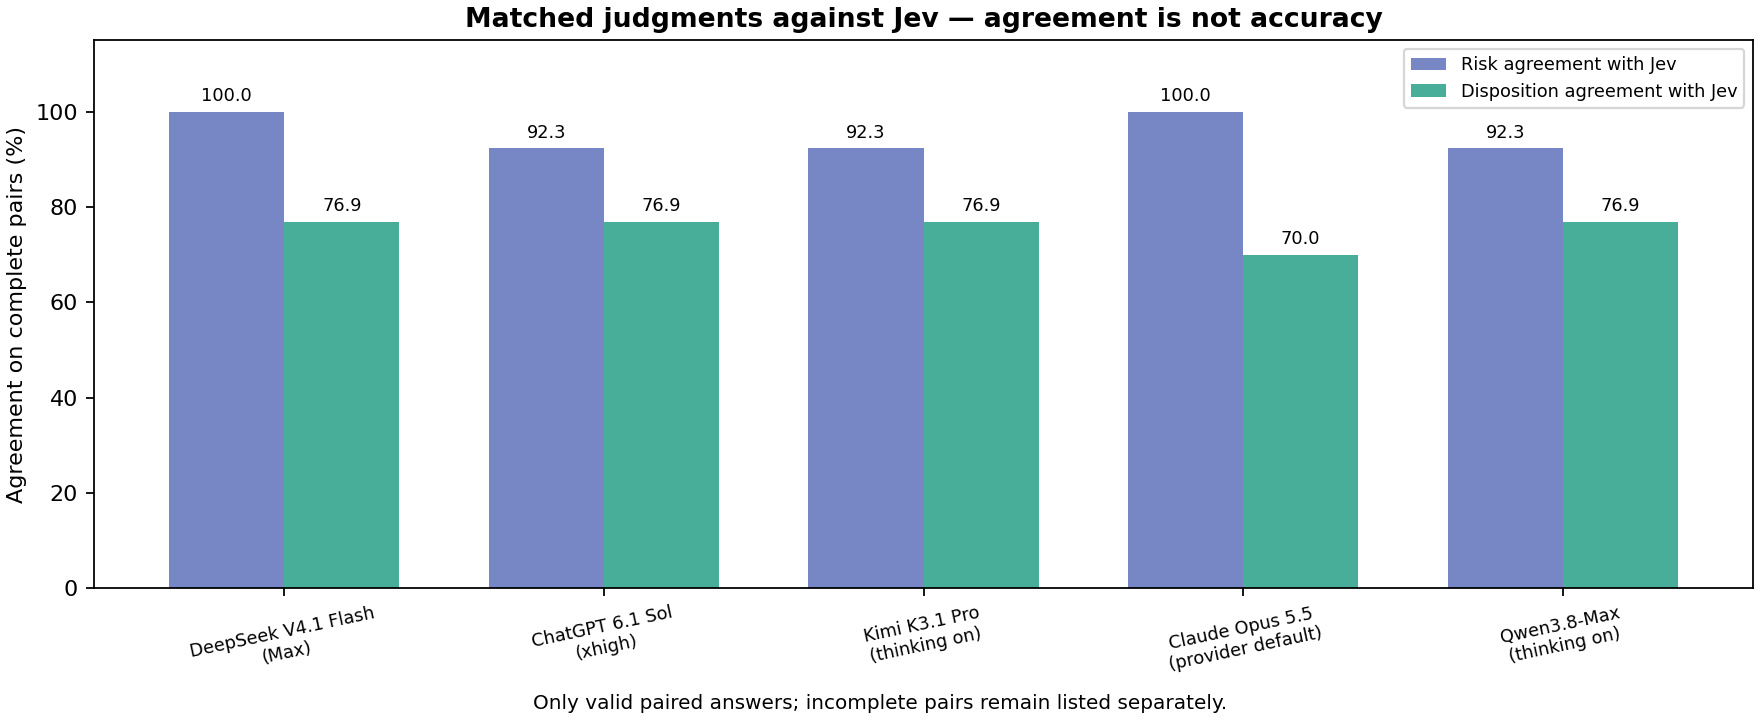 Matched judgments against Jev — agreement is not accuracy
Risk agreement with Jev
Disposition agreement with Jev
Agreement on complete pairs (%)
100
80
60
40
20
0
100.0
76.9
92.3
76.9
92.3
76.9
100.0
70.0
92.3
76.9
DeepSeek V4.1 Flash
(Max)
ChatGPT 6.1 Sol
(xhigh)
Kimi K3.1 Pro
(thinking on)
Claude Opus 5.5
(provider default)
Qwen3.8-Max
(thinking on)
Only valid paired answers; incomplete pairs remain listed separately.